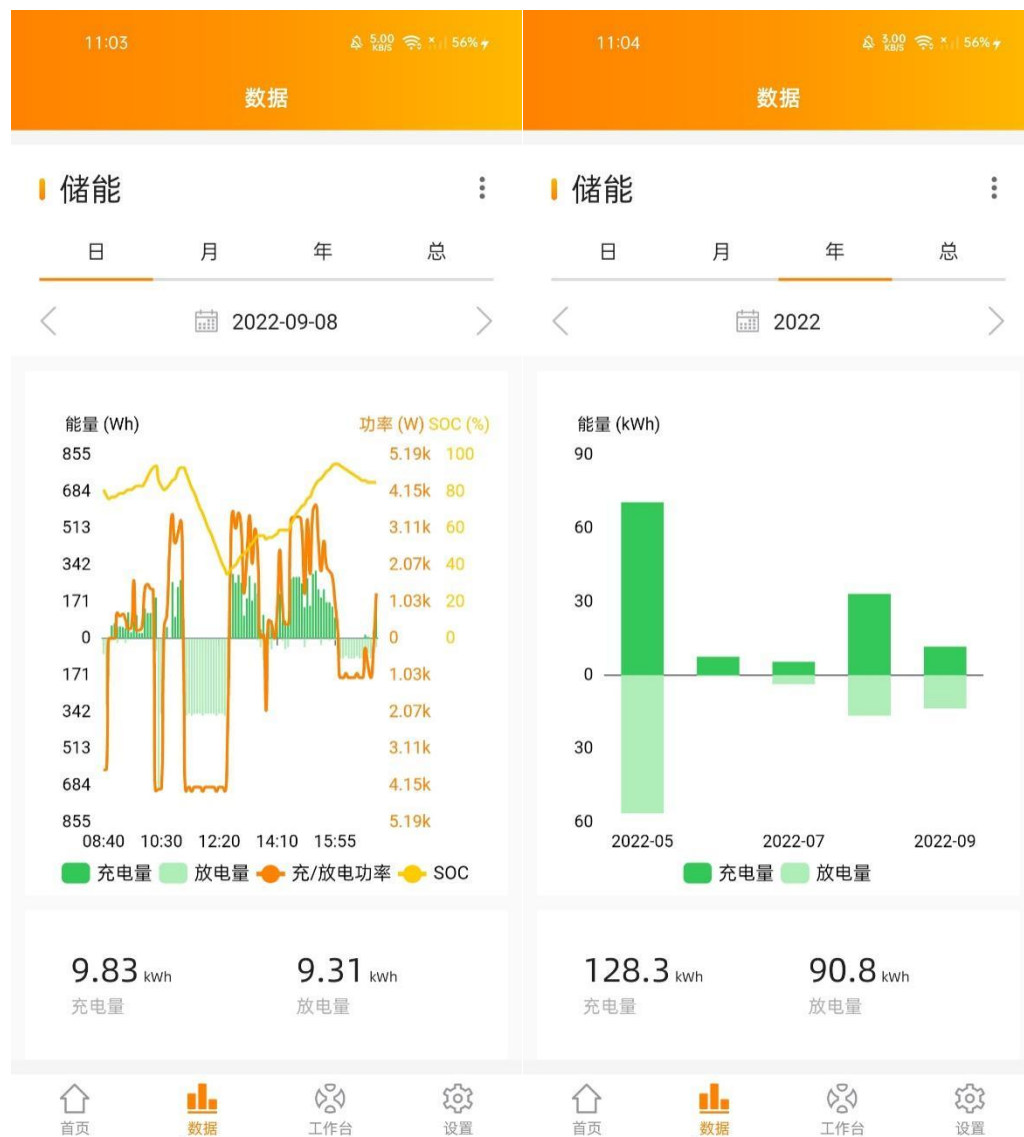 11:03
5.00
KB/S
56%
数据
储能
日 月 年 总
2022-09-08
能量 (Wh) 功率 (W) SOC (%)
855 5.19k 100
684 4.15k 80
513 3.11k 60
342 2.07k 40
171 1.03k 20
0 0 0
171 1.03k
342 2.07k
513 3.11k
684 4.15k
855 5.19k
08:40 10:30 12:20 14:10 15:55
充电量 放电量 充/放电功率 SOC
9.83 kWh 9.31 kWh
充电量 放电量
首页 数据 工作台 设置
11:04
3.00
KB/S
56%
数据
储能
日 月 年 总
2022
能量 (kWh)
90
60
30
0
30
60
2022-05 2022-07 2022-09
充电量 放电量
128.3 kWh 90.8 kWh
充电量 放电量
首页 数据 工作台 设置